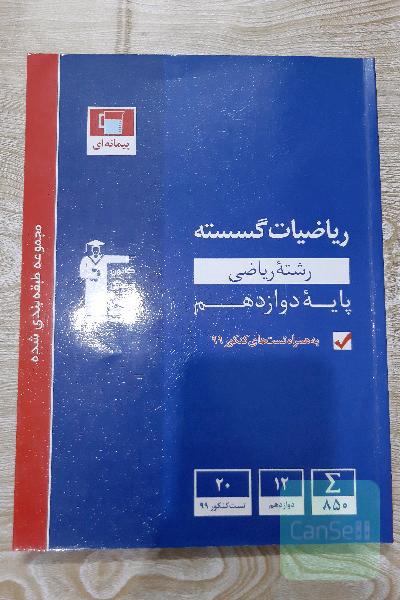 پیمانه‌ای
ریاضیات گسسته
رشتهٔ ریاضی
پایهٔ دوازدهم
به همراه تست‌های کنکور ۹۹
مجموعه طبقه‌بندی شده
کانون
Σ
۸۵۰
۱۲
دوازدهم
۲۰
تست کنکور ۹۹
CanSell